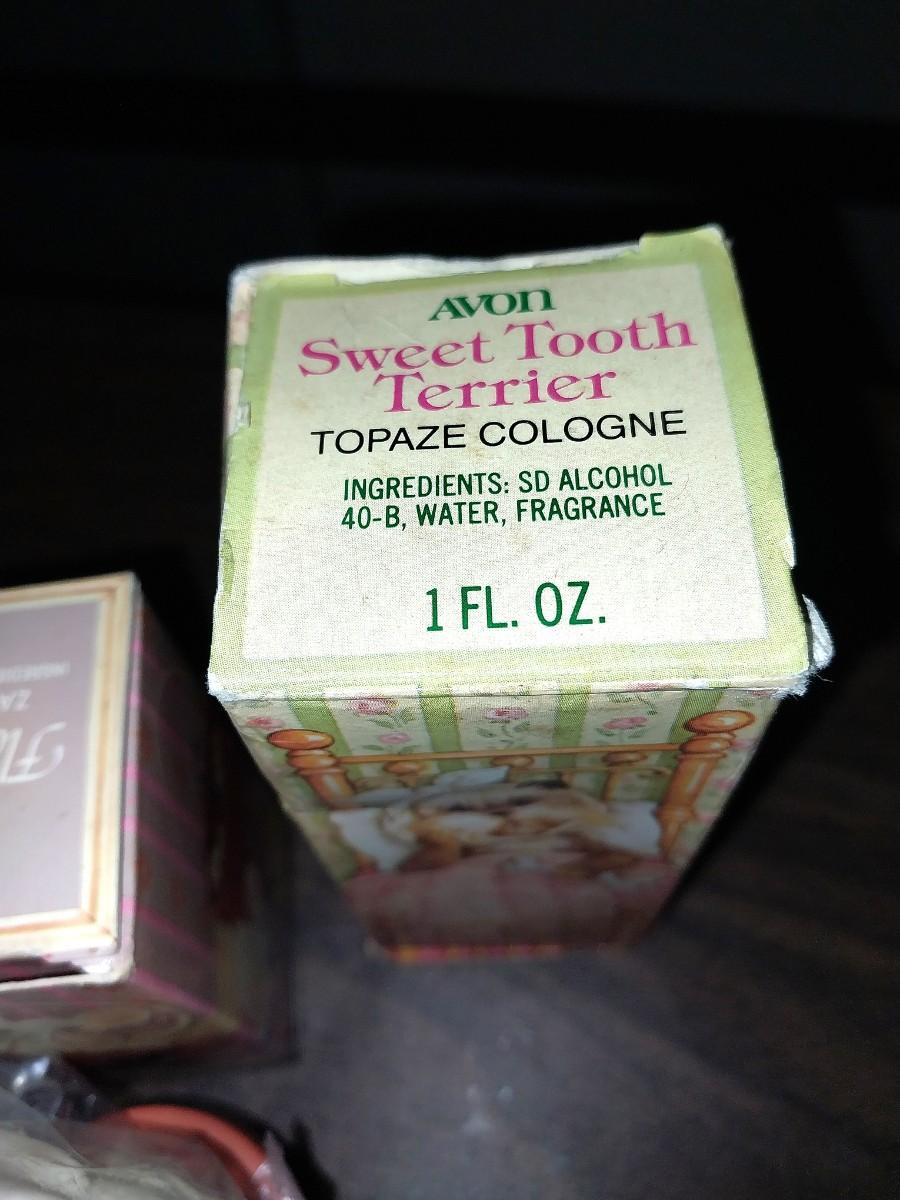 AVON
Sweet Tooth
Terrier
TOPAZE COLOGNE
INGREDIENTS: SD ALCOHOL
40-B, WATER, FRAGRANCE
1 FL. OZ.